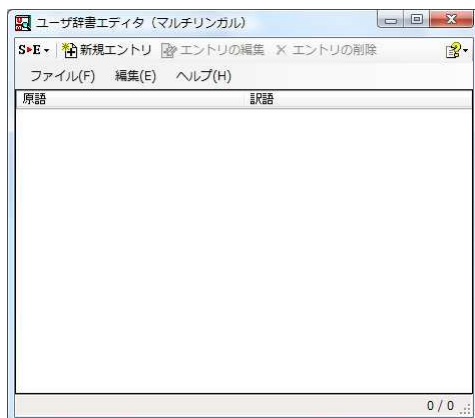 ユーザ辞書エディタ（マルチリンガル）
S▸E 新規エントリ エントリの編集 × エントリの削除
ファイル(F) 編集(E) ヘルプ(H)
原語 訳語
0 / 0